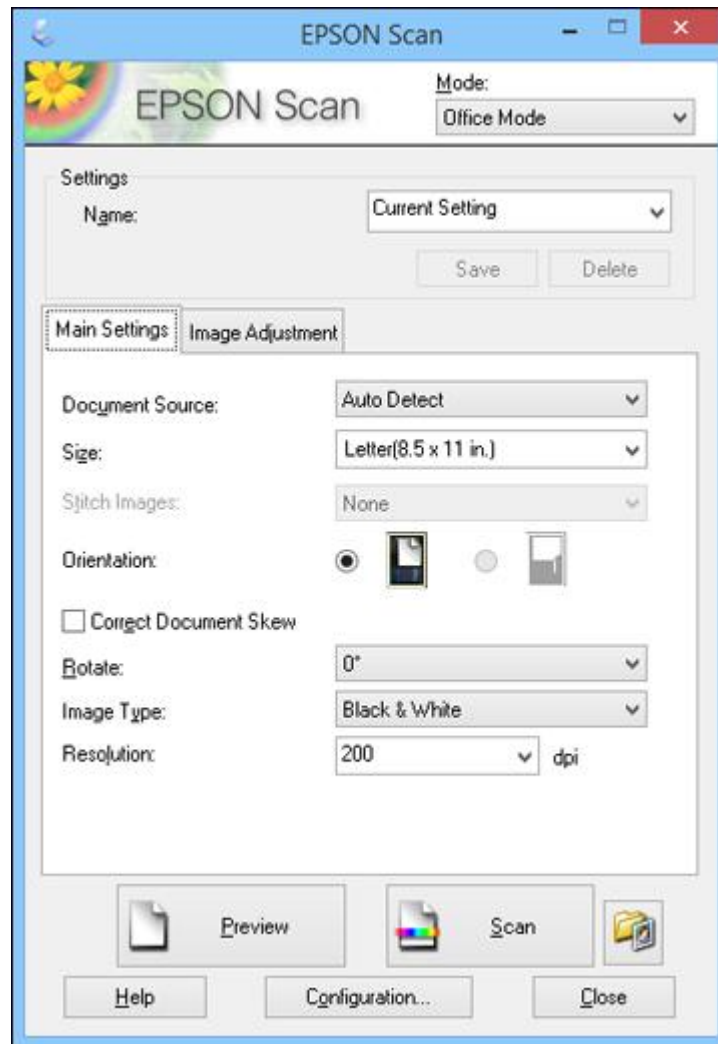 EPSON Scan
EPSON Scan
Mode:
Office Mode
Settings
Name: Current Setting
Save Delete
Main Settings Image Adjustment
Document Source: Auto Detect
Size: Letter(8.5 x 11 in.)
Stitch Images: None
Orientation:
Correct Document Skew
Rotate: 0°
Image Type: Black & White
Resolution: 200 dpi
Preview Scan
Help Configuration... Close